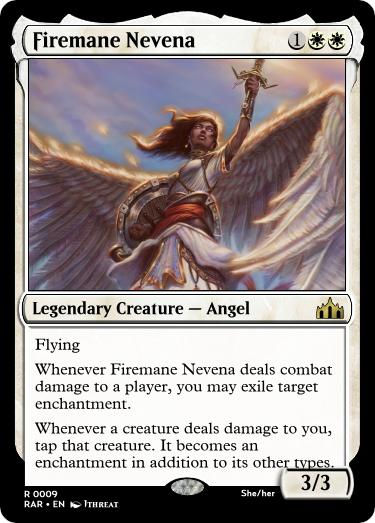 Firemane Nevena 1
Legendary Creature — Angel
Flying
Whenever Firemane Nevena deals combat
damage to a player, you may exile target
enchantment.
Whenever a creature deals damage to you,
tap that creature. It becomes an
enchantment in addition to its other types.
3/3
R 0009
She/her
RAR • EN 1THREAT